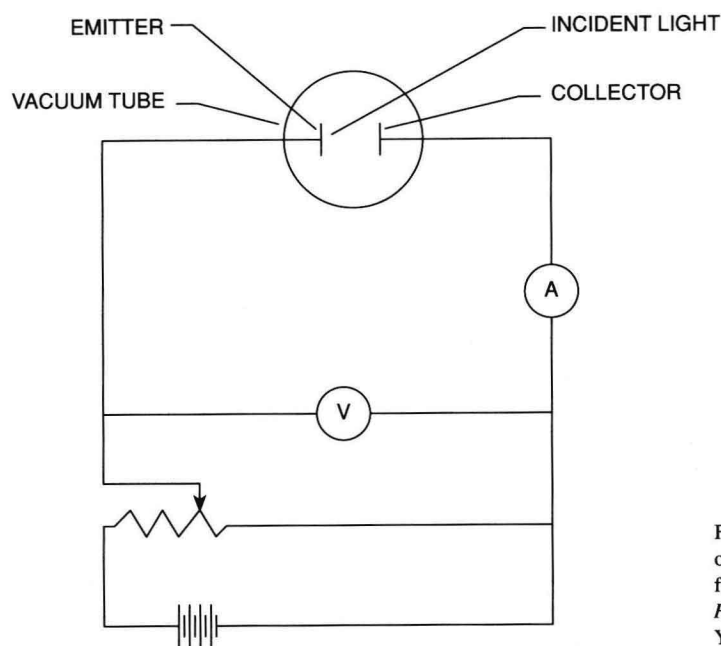 EMITTER
INCIDENT LIGHT
VACUUM TUBE
COLLECTOR
A
V